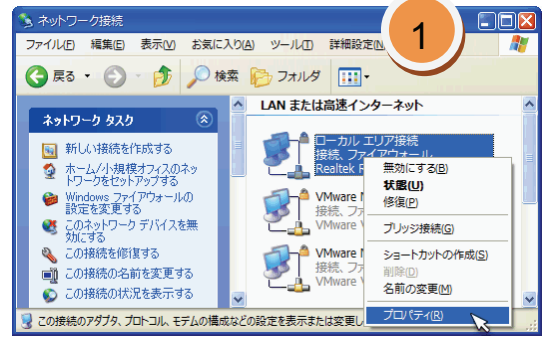 ネットワーク接続
1
ファイル(F) 編集(E) 表示(V) お気に入り(A) ツール(T) 詳細設定(N)
戻る 検索 フォルダ
ネットワーク タスク
新しい接続を作成する
ホーム/小規模オフィスのネッ
トワークをセットアップする
Windows ファイアウォールの
設定を変更する
このネットワーク デバイスを無
効にする
この接続を修復する
この接続の名前を変更する
この接続の状況を表示する
LAN または高速インターネット
ローカル エリア接続
接続、ファイアウォール
Realtek
VMware
接続、ファ
VMware
VMware
接続、ファ
VMware
無効にする(B)
状態(U)
修復(P)
ブリッジ接続(G)
ショートカットの作成(S)
削除(D)
名前の変更(M)
プロパティ(R)
この接続のアダプタ、プロトコル、モデムの構成などの設定を表示または変更し